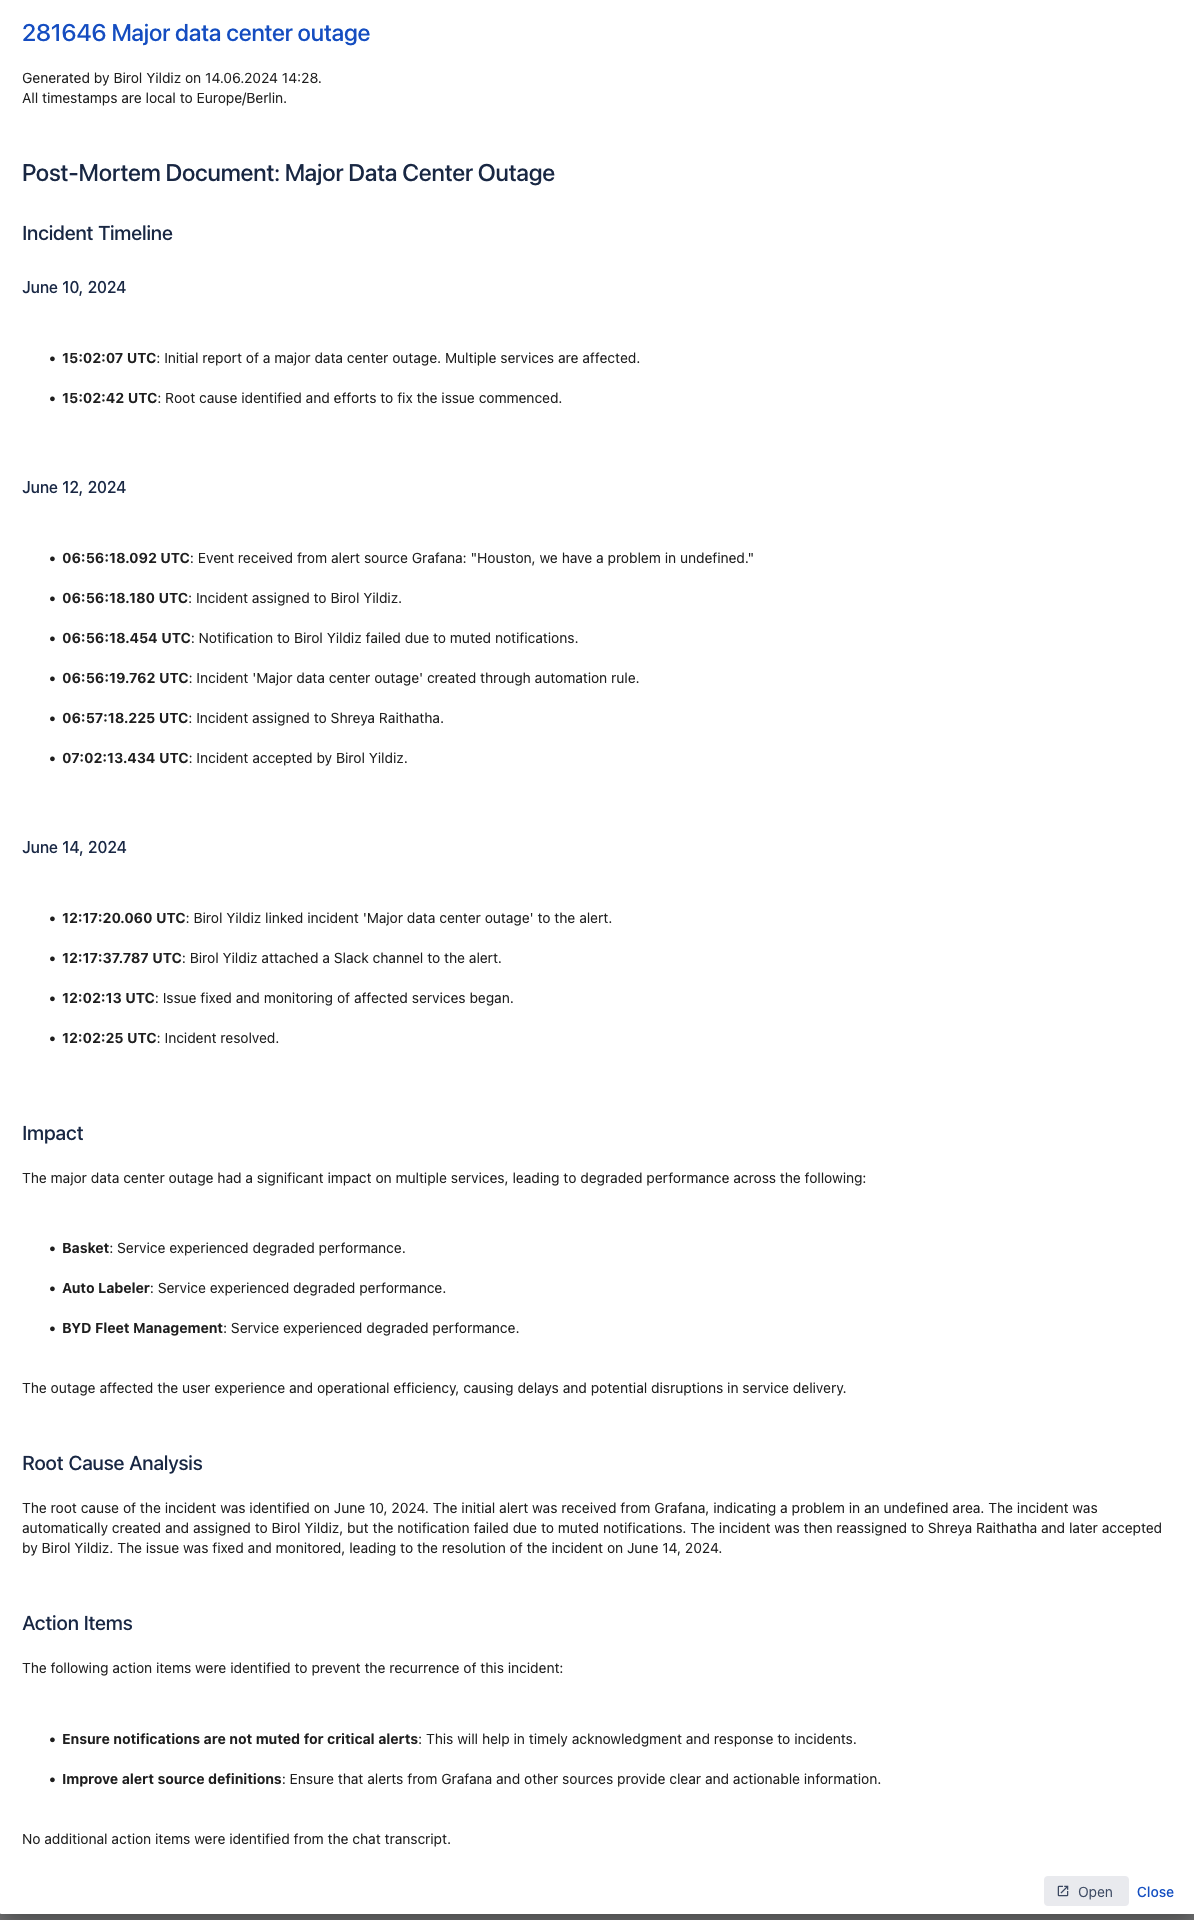 281646 Major data center outage
Generated by Birol Yildiz on 14.06.2024 14:28.
All timestamps are local to Europe/Berlin.
Post-Mortem Document: Major Data Center Outage
Incident Timeline
June 10, 2024
• 15:02:07 UTC: Initial report of a major data center outage. Multiple services are affected.
• 15:02:42 UTC: Root cause identified and efforts to fix the issue commenced.
June 12, 2024
• 06:56:18.092 UTC: Event received from alert source Grafana: "Houston, we have a problem in undefined."
• 06:56:18.180 UTC: Incident assigned to Birol Yildiz.
• 06:56:18.454 UTC: Notification to Birol Yildiz failed due to muted notifications.
• 06:56:19.762 UTC: Incident 'Major data center outage' created through automation rule.
• 06:57:18.225 UTC: Incident assigned to Shreya Raithatha.
• 07:02:13.434 UTC: Incident accepted by Birol Yildiz.
June 14, 2024
• 12:17:20.060 UTC: Birol Yildiz linked incident 'Major data center outage' to the alert.
• 12:17:37.787 UTC: Birol Yildiz attached a Slack channel to the alert.
• 12:02:13 UTC: Issue fixed and monitoring of affected services began.
• 12:02:25 UTC: Incident resolved.
Impact
The major data center outage had a significant impact on multiple services, leading to degraded performance across the following:
• Basket: Service experienced degraded performance.
• Auto Labeler: Service experienced degraded performance.
• BYD Fleet Management: Service experienced degraded performance.
The outage affected the user experience and operational efficiency, causing delays and potential disruptions in service delivery.
Root Cause Analysis
The root cause of the incident was identified on June 10, 2024. The initial alert was received from Grafana, indicating a problem in an undefined area. The incident was
automatically created and assigned to Birol Yildiz, but the notification failed due to muted notifications. The incident was then reassigned to Shreya Raithatha and later accepted
by Birol Yildiz. The issue was fixed and monitored, leading to the resolution of the incident on June 14, 2024.
Action Items
The following action items were identified to prevent the recurrence of this incident:
• Ensure notifications are not muted for critical alerts: This will help in timely acknowledgment and response to incidents.
• Improve alert source definitions: Ensure that alerts from Grafana and other sources provide clear and actionable information.
No additional action items were identified from the chat transcript.
Open Close